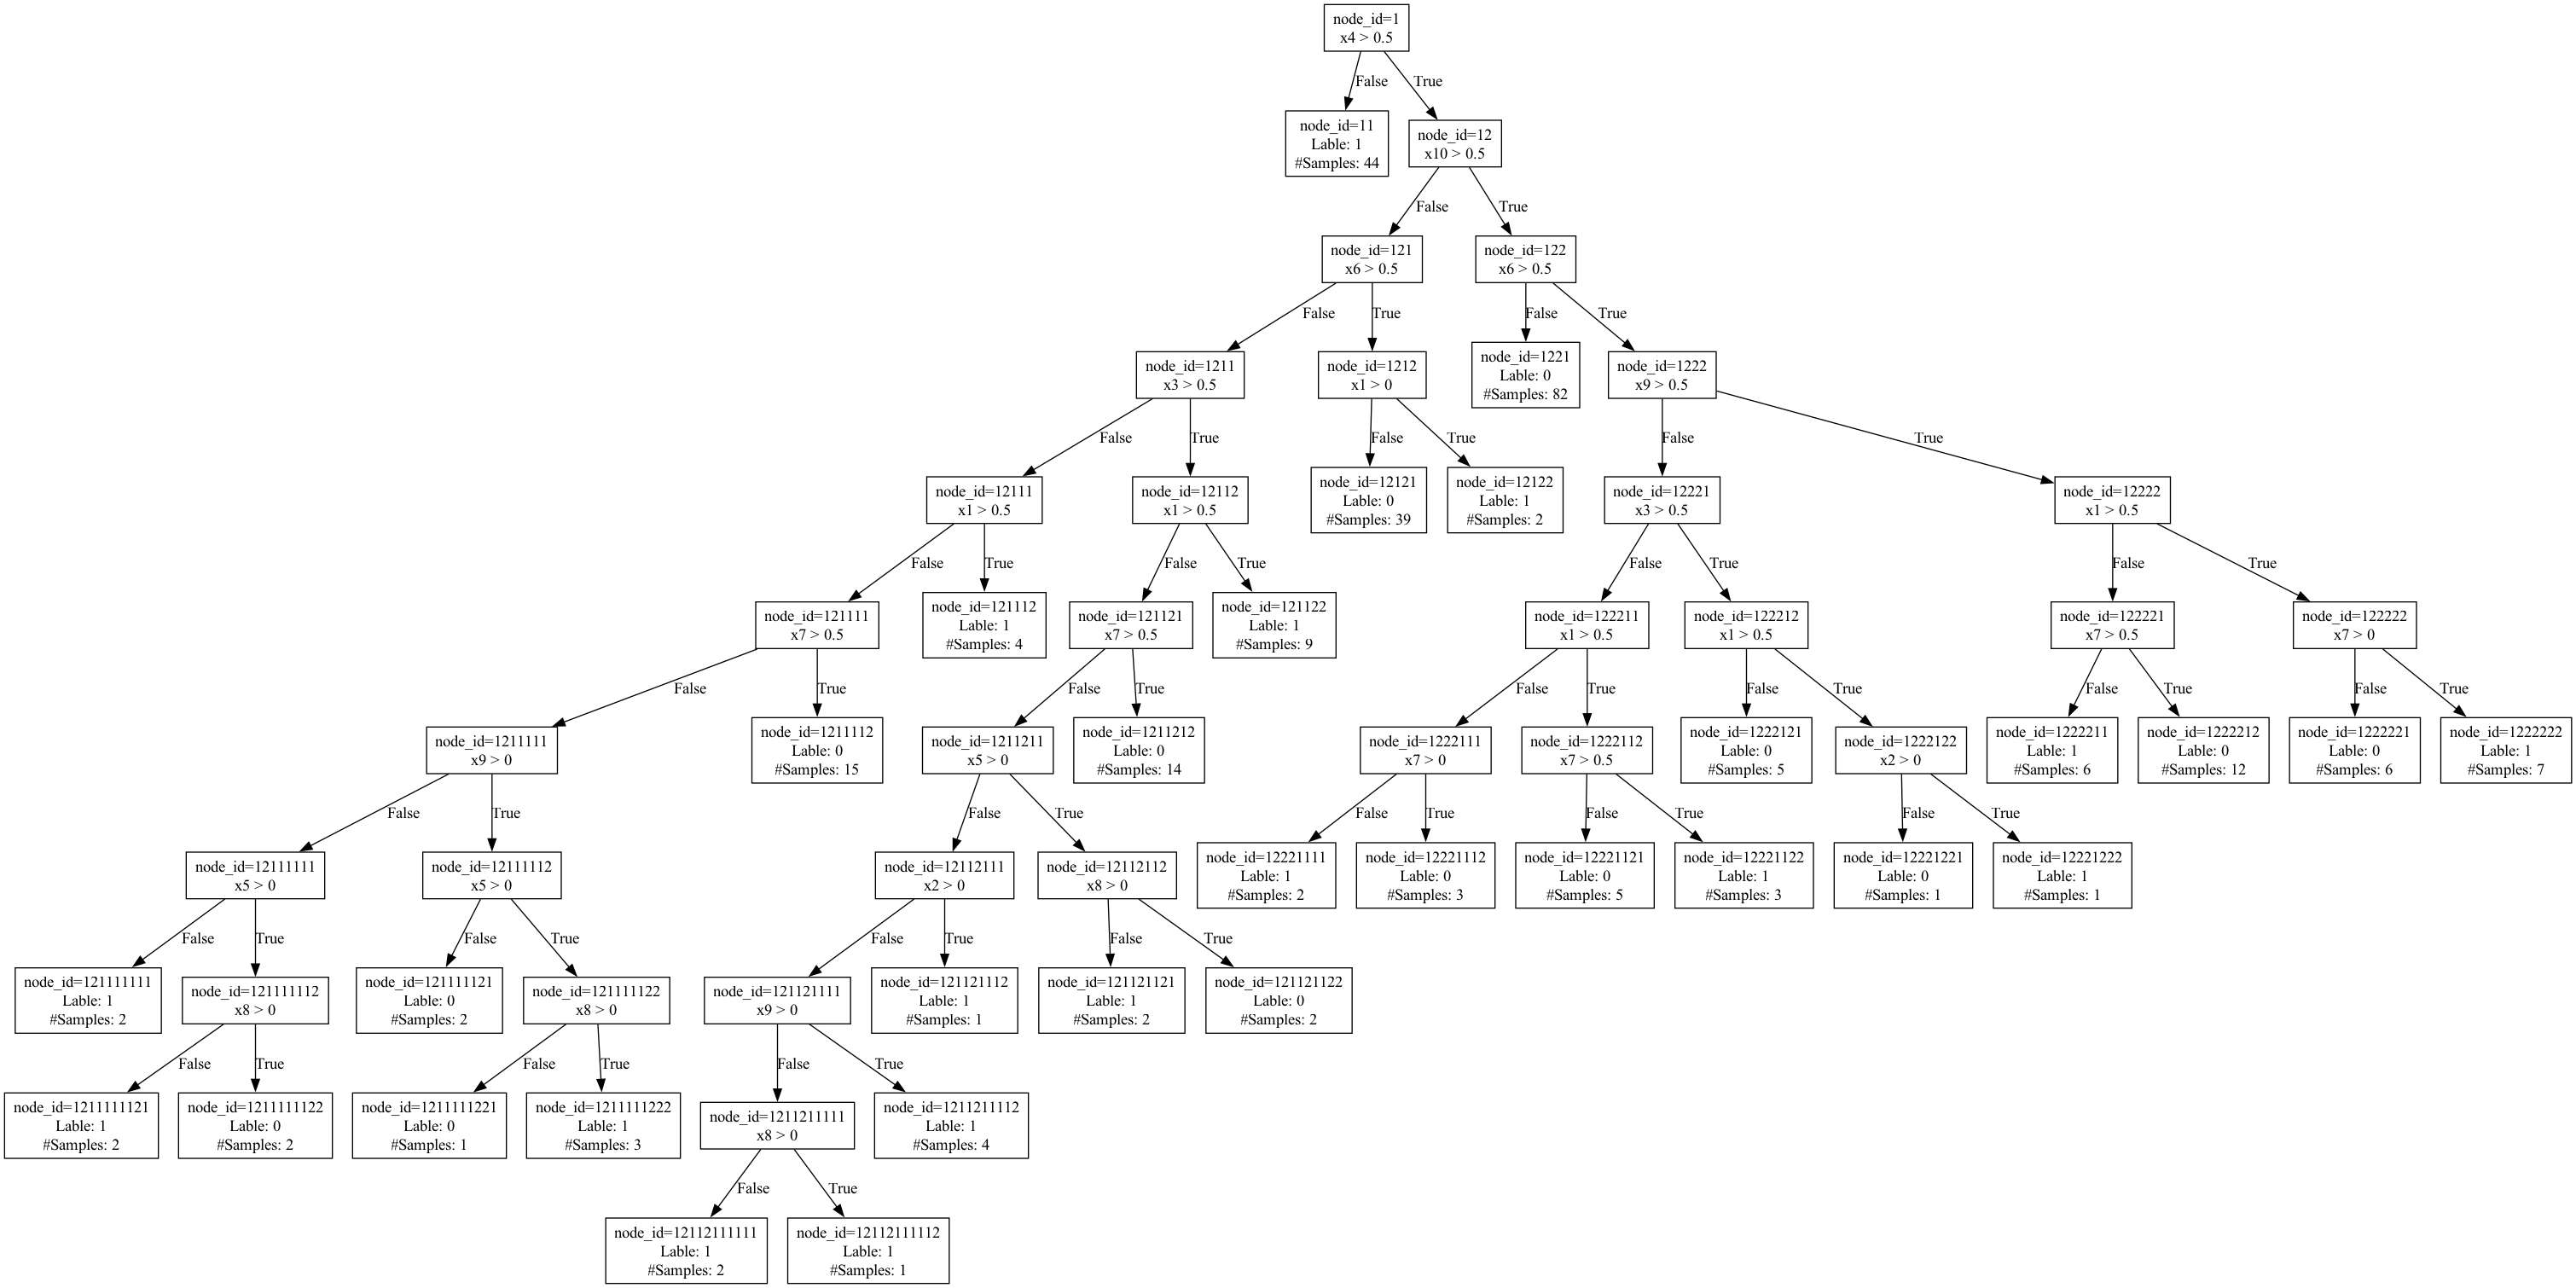 node_id=1
x4 > 0.5
False
True
node_id=11
Lable: 1
#Samples: 44
node_id=12
x10 > 0.5
False
True
node_id=121
x6 > 0.5
node_id=122
x6 > 0.5
False
True
False
True
node_id=1211
x3 > 0.5
node_id=1212
x1 > 0
node_id=1221
Lable: 0
#Samples: 82
node_id=1222
x9 > 0.5
False
True
False
True
False
True
node_id=12111
x1 > 0.5
node_id=12112
x1 > 0.5
node_id=12121
Lable: 0
#Samples: 39
node_id=12122
Lable: 1
#Samples: 2
node_id=12221
x3 > 0.5
node_id=12222
x1 > 0.5
False
True
False
True
False
True
False
True
node_id=121111
x7 > 0.5
node_id=121112
Lable: 1
#Samples: 4
node_id=121121
x7 > 0.5
node_id=121122
Lable: 1
#Samples: 9
node_id=122211
x1 > 0.5
node_id=122212
x1 > 0.5
node_id=122221
x7 > 0.5
node_id=122222
x7 > 0
False
True
False
True
False
True
False
True
False
True
False
True
node_id=1211111
x9 > 0
node_id=1211112
Lable: 0
#Samples: 15
node_id=1211211
x5 > 0
node_id=1211212
Lable: 0
#Samples: 14
node_id=1222111
x7 > 0
node_id=1222112
x7 > 0.5
node_id=1222121
Lable: 0
#Samples: 5
node_id=1222122
x2 > 0
node_id=1222211
Lable: 1
#Samples: 6
node_id=1222212
Lable: 0
#Samples: 12
node_id=1222221
Lable: 0
#Samples: 6
node_id=1222222
Lable: 1
#Samples: 7
False
True
False
True
False
True
False
True
False
True
node_id=12111111
x5 > 0
node_id=12111112
x5 > 0
node_id=12112111
x2 > 0
node_id=12112112
x8 > 0
node_id=12221111
Lable: 1
#Samples: 2
node_id=12221112
Lable: 0
#Samples: 3
node_id=12221121
Lable: 0
#Samples: 5
node_id=12221122
Lable: 1
#Samples: 3
node_id=12221221
Lable: 0
#Samples: 1
node_id=12221222
Lable: 1
#Samples: 1
False
True
False
True
False
True
False
True
node_id=121111111
Lable: 1
#Samples: 2
node_id=121111112
x8 > 0
node_id=121111121
Lable: 0
#Samples: 2
node_id=121111122
x8 > 0
node_id=121121111
x9 > 0
node_id=121121112
Lable: 1
#Samples: 1
node_id=121121121
Lable: 1
#Samples: 2
node_id=121121122
Lable: 0
#Samples: 2
False
True
False
True
False
True
node_id=1211111121
Lable: 1
#Samples: 2
node_id=1211111122
Lable: 0
#Samples: 2
node_id=1211111221
Lable: 0
#Samples: 1
node_id=1211111222
Lable: 1
#Samples: 3
node_id=1211211111
x8 > 0
node_id=1211211112
Lable: 1
#Samples: 4
False
True
node_id=12112111111
Lable: 1
#Samples: 2
node_id=12112111112
Lable: 1
#Samples: 1